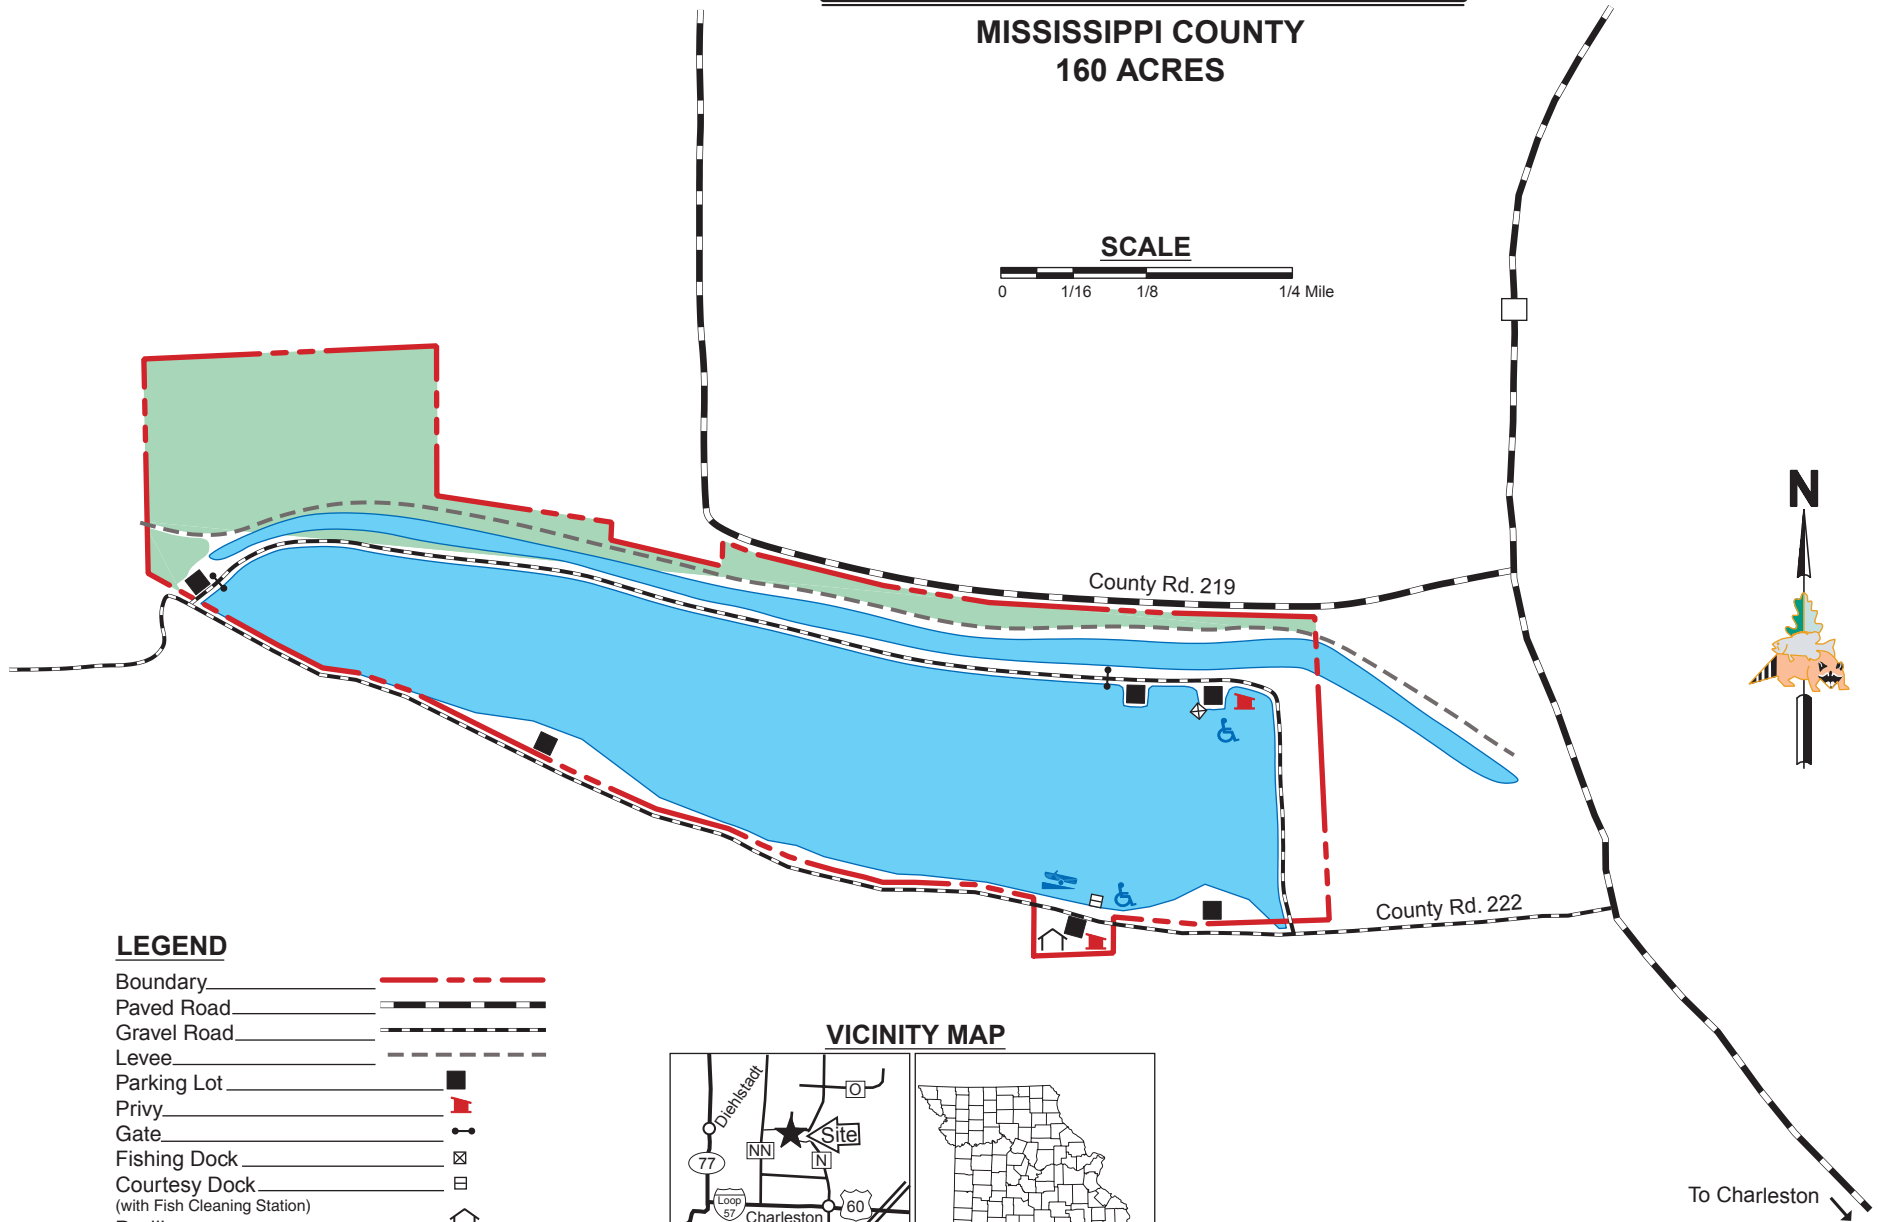 MISSISSIPPI COUNTY
160 ACRES
SCALE
0 1/16 1/8 1/4 Mile
N
County Rd. 219
County Rd. 222
LEGEND
Boundary
Paved Road
Gravel Road
Levee
Parking Lot
Privy
Gate
Fishing Dock
Courtesy Dock
(with Fish Cleaning Station)
VICINITY MAP
Diehlstadt
O
Site
NN
N
77
Loop
57
60
Charleston
To Charleston